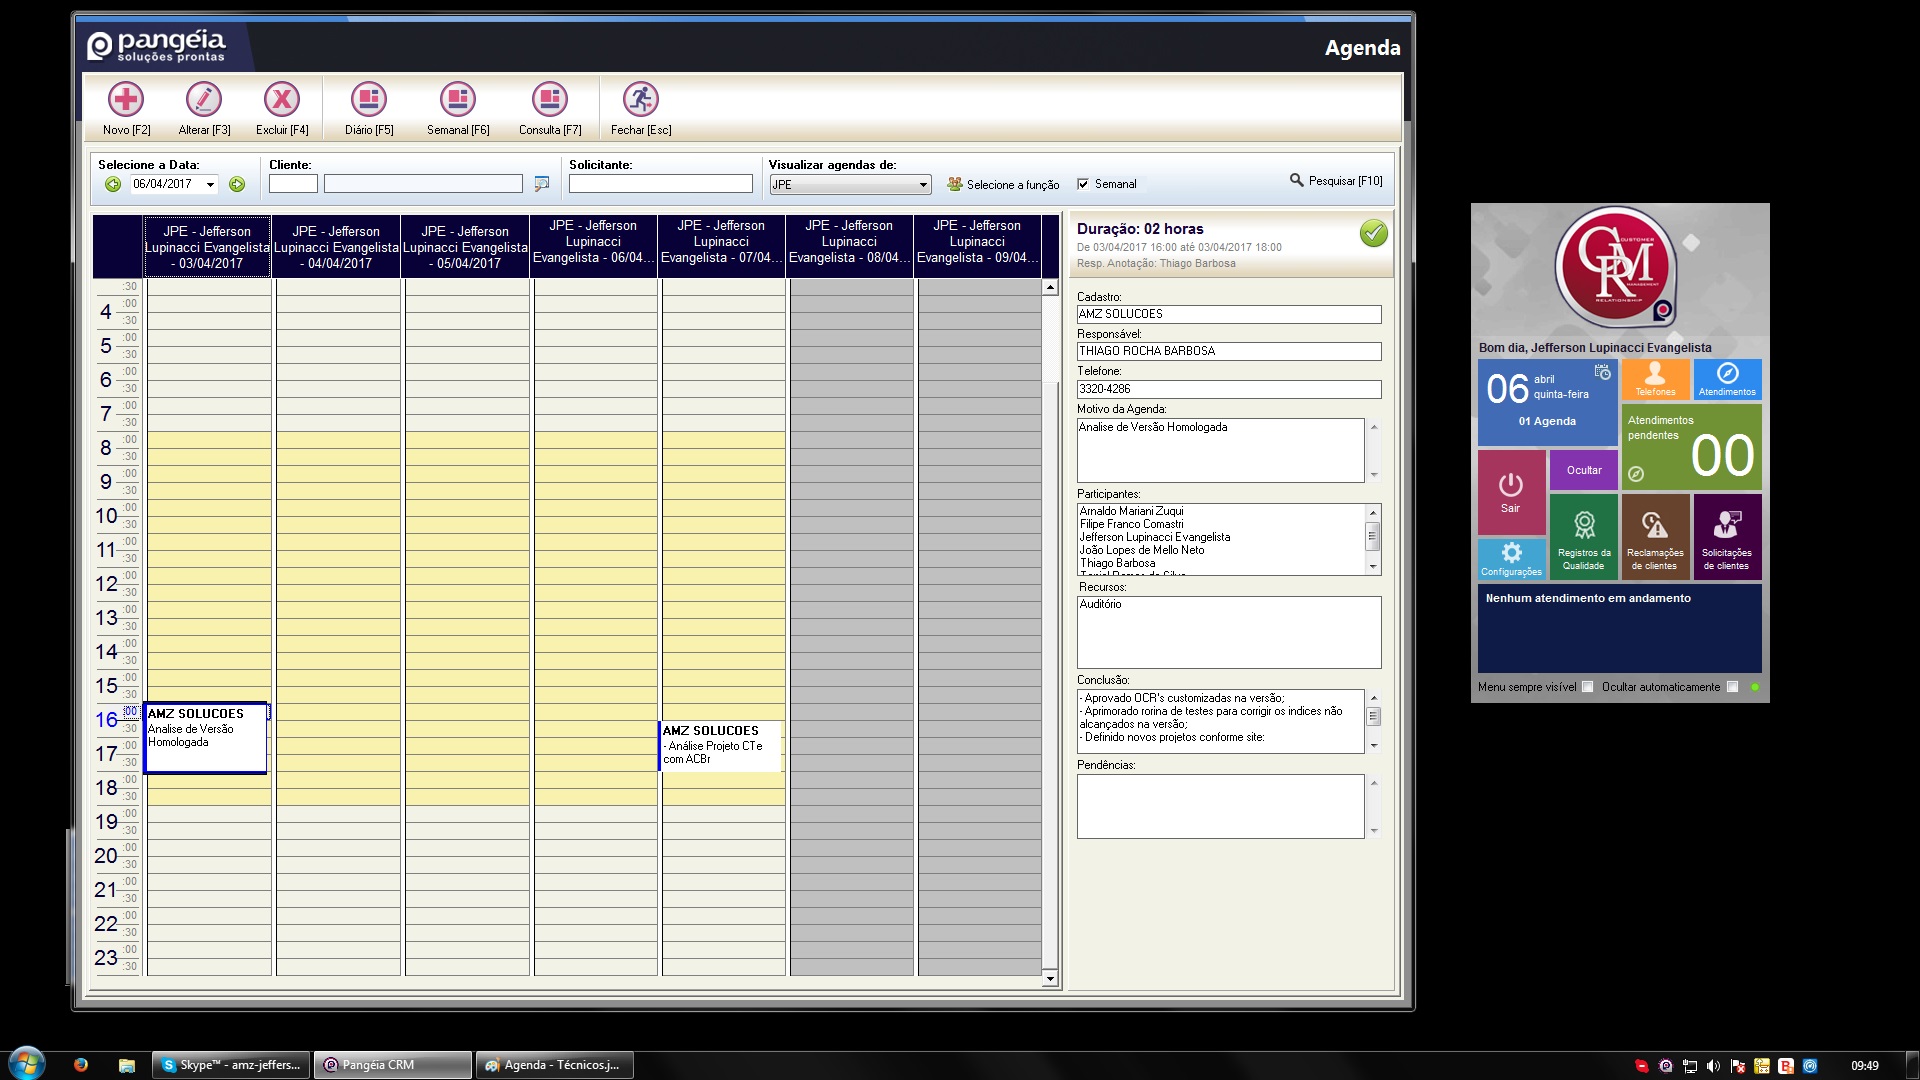 pangéia
soluções prontas
Agenda
Novo [F2]
Alterar [F3]
Excluir [F4]
Diário [F5]
Semanal [F6]
Consulta [F7]
Fechar [Esc]
Selecione a Data:
06/04/2017
Cliente:
Solicitante:
Visualizar agendas de:
JPE
Selecione a função
Semanal
Pesquisar [F10]
JPE - Jefferson
Lupinacci Evangelista
- 03/04/2017
JPE - Jefferson
Lupinacci Evangelista
- 04/04/2017
JPE - Jefferson
Lupinacci Evangelista
- 05/04/2017
JPE - Jefferson
Lupinacci
Evangelista - 06/04...
JPE - Jefferson
Lupinacci
Evangelista - 07/04...
JPE - Jefferson
Lupinacci
Evangelista - 08/04...
JPE - Jefferson
Lupinacci
Evangelista - 09/04...
:30
4 :00
:30
5 :00
:30
6 :00
:30
7 :00
:30
8 :00
:30
9 :00
:30
10 :00
:30
11 :00
:30
12 :00
:30
13 :00
:30
14 :00
:30
15 :00
:30
16 :00
:30
17 :00
:30
18 :00
:30
19 :00
:30
20 :00
:30
21 :00
:30
22 :00
:30
23 :00
:30
AMZ SOLUCOES
Analise de Versão
Homologada
AMZ SOLUCOES
- Análise Projeto CTe
com ACBr
Duração: 02 horas
De 03/04/2017 16:00 até 03/04/2017 18:00
Resp. Anotação: Thiago Barbosa
Cadastro:
AMZ SOLUCOES
Responsável:
THIAGO ROCHA BARBOSA
Telefone:
3320-4286
Motivo da Agenda:
Analise de Versão Homologada
Participantes:
Arnaldo Mariani Zuqui
Filipe Franco Comastri
Jefferson Lupinacci Evangelista
João Lopes de Mello Neto
Thiago Barbosa
Recursos:
Auditório
Conclusão:
- Aprovado OCR's customizadas na versão;
- Aprimorado rorina de testes para corrigir os indices não
alcançados na versão;
- Definido novos projetos conforme site:
Pendências:
CRM
CUSTOMER
MANAGEMENT
RELATIONSHIP
Bom dia, Jefferson Lupinacci Evangelista
06 abril
quinta-feira
01 Agenda
Telefones
Atendimentos
Atendimentos
pendentes
00
Sair
Ocultar
Configurações
Registros da
Qualidade
Reclamações
de clientes
Solicitações
de clientes
Nenhum atendimento em andamento
Menu sempre visível
Ocultar automaticamente
Skype™ - amz-jeffers...
Pangéia CRM
Agenda - Técnicos.j...
09:49